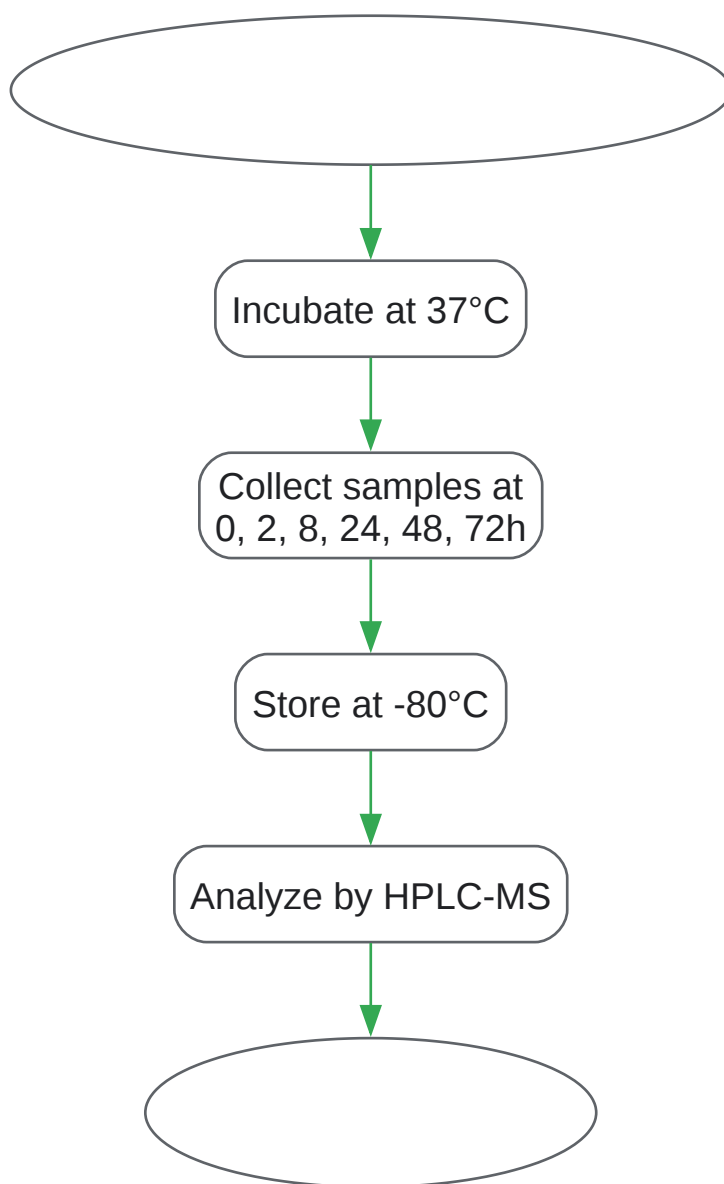 Incubate at 37°C
Collect samples at
0, 2, 8, 24, 48, 72h
Store at -80°C
Analyze by HPLC-MS